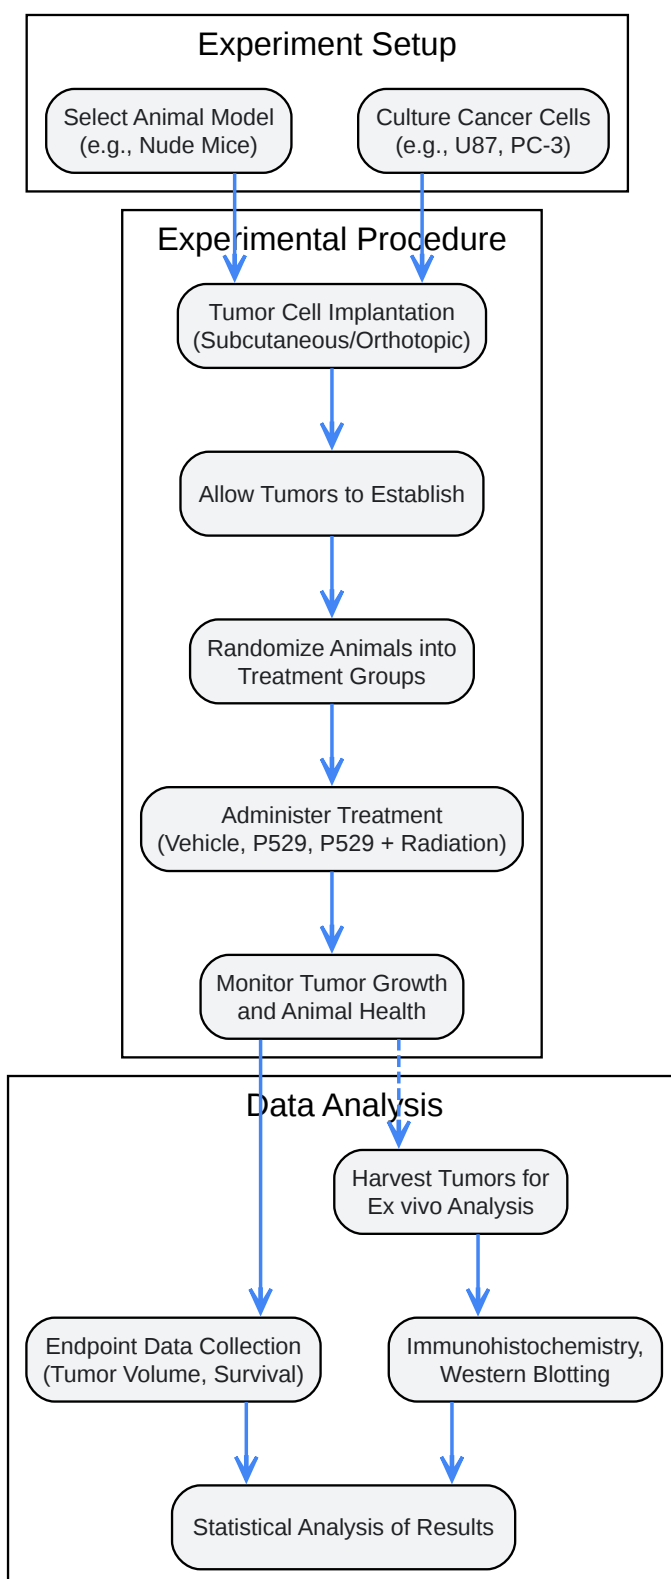 Experiment Setup
Select Animal Model
(e.g., Nude Mice)
Culture Cancer Cells
(e.g., U87, PC-3)
Experimental Procedure
Tumor Cell Implantation
(Subcutaneous/Orthotopic)
Allow Tumors to Establish
Randomize Animals into
Treatment Groups
Administer Treatment
(Vehicle, P529, P529 + Radiation)
Monitor Tumor Growth
and Animal Health
Data Analysis
Harvest Tumors for
Ex vivo Analysis
Endpoint Data Collection
(Tumor Volume, Survival)
Immunohistochemistry,
Western Blotting
Statistical Analysis of Results